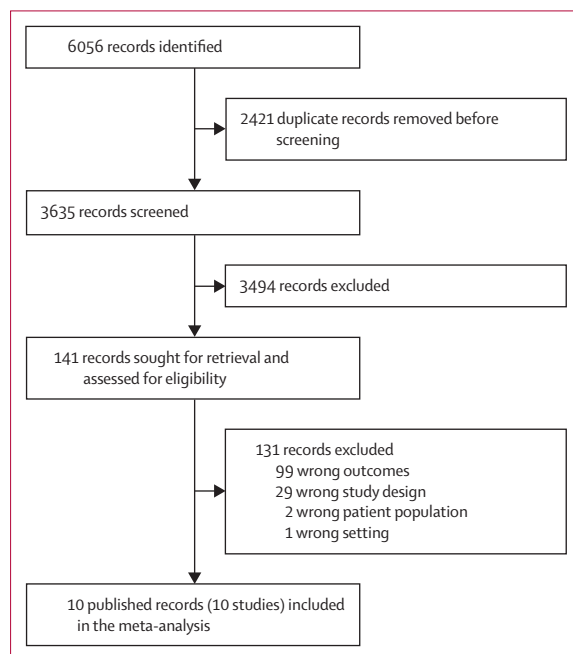 6056 records identified
2421 duplicate records removed before
screening
3635 records screened
3494 records excluded
141 records sought for retrieval and
assessed for eligibility
131 records excluded
99 wrong outcomes
29 wrong study design
2 wrong patient population
1 wrong setting
10 published records (10 studies) included
in the meta-analysis